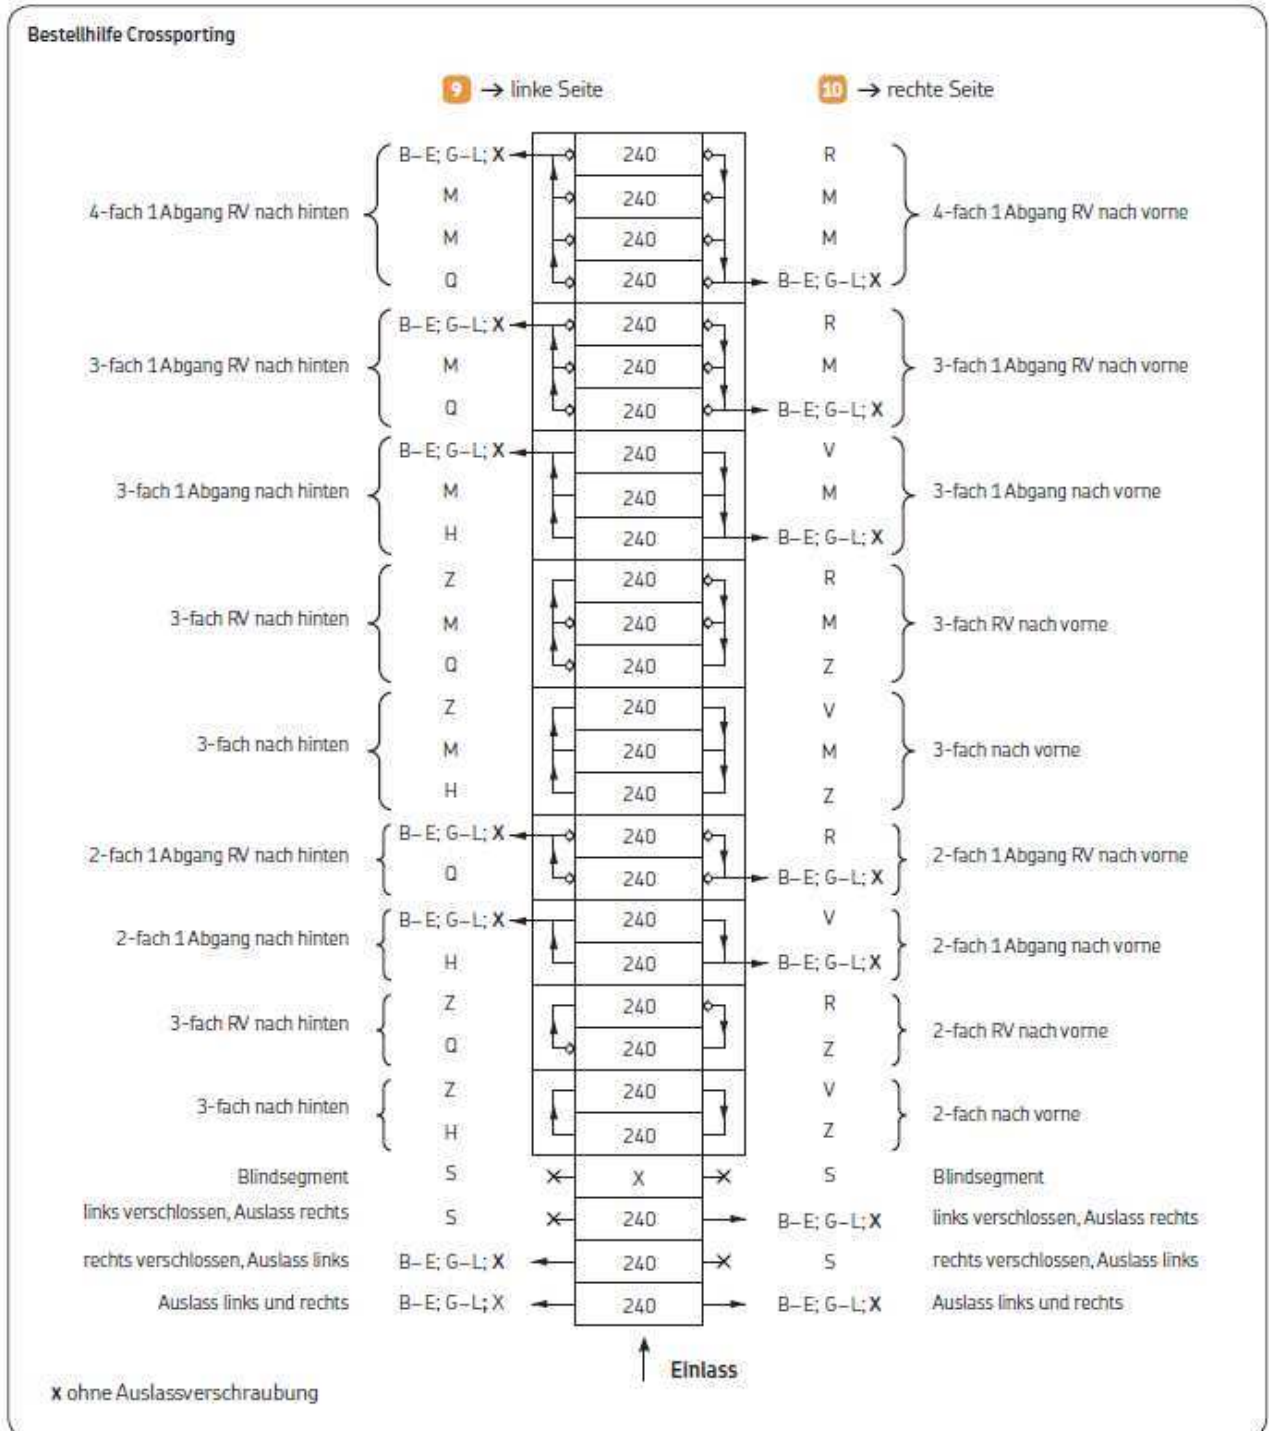 Bestellhilfe Crossporting
9 → linke Seite 10 → rechte Seite
B–E; G–L; X 240 R
4-fach 1 Abgang RV nach hinten M 240 M 4-fach 1 Abgang RV nach vorne
M 240 M
Q 240 B–E; G–L; X
B–E; G–L; X 240 R
3-fach 1 Abgang RV nach hinten M 240 M 3-fach 1 Abgang RV nach vorne
Q 240 B–E; G–L; X
B–E; G–L; X 240 V
3-fach 1 Abgang nach hinten M 240 M 3-fach 1 Abgang nach vorne
H 240 B–E; G–L; X
Z 240 R
3-fach RV nach hinten M 240 M 3-fach RV nach vorne
Q 240 Z
Z 240 V
3-fach nach hinten M 240 M 3-fach nach vorne
H 240 Z
B–E; G–L; X 240 R
2-fach 1 Abgang RV nach hinten 2-fach 1 Abgang RV nach vorne
Q 240 B–E; G–L; X
B–E; G–L; X 240 V
2-fach 1 Abgang nach hinten 2-fach 1 Abgang nach vorne
H 240 B–E; G–L; X
Z 240 R
3-fach RV nach hinten 2-fach RV nach vorne
Q 240 Z
Z 240 V
3-fach nach hinten 2-fach nach vorne
H 240 Z
Blindsegment S X S Blindsegment
links verschlossen, Auslass rechts S 240 B–E; G–L; X links verschlossen, Auslass rechts
rechts verschlossen, Auslass links B–E; G–L; X 240 S rechts verschlossen, Auslass links
Auslass links und rechts B–E; G–L; X 240 B–E; G–L; X Auslass links und rechts
Einlass
X ohne Auslassverschraubung